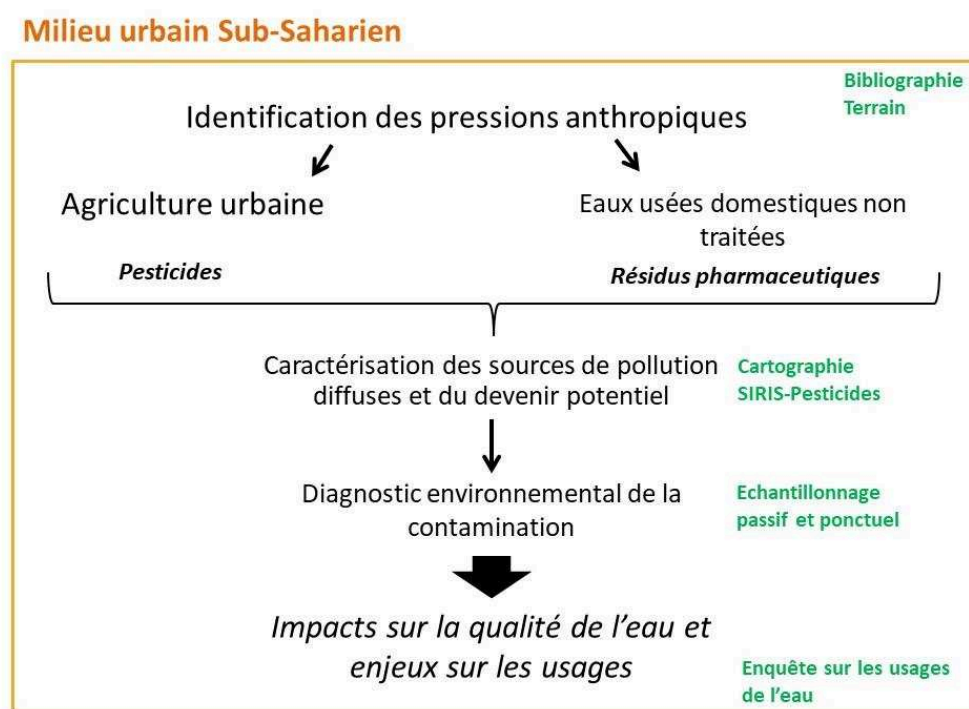 Milieu urbain Sub-Saharien
Bibliographie
Terrain
Identification des pressions anthropiques
Agriculture urbaine
Eaux usées domestiques non
traitées
Pesticides
Résidus pharmaceutiques
Caractérisation des sources de pollution
diffuses et du devenir potentiel
Cartographie
SIRIS-Pesticides
Diagnostic environnemental de la
contamination
Echantillonnage
passif et ponctuel
Impacts sur la qualité de l'eau et
enjeux sur les usages
Enquête sur les usages
de l'eau